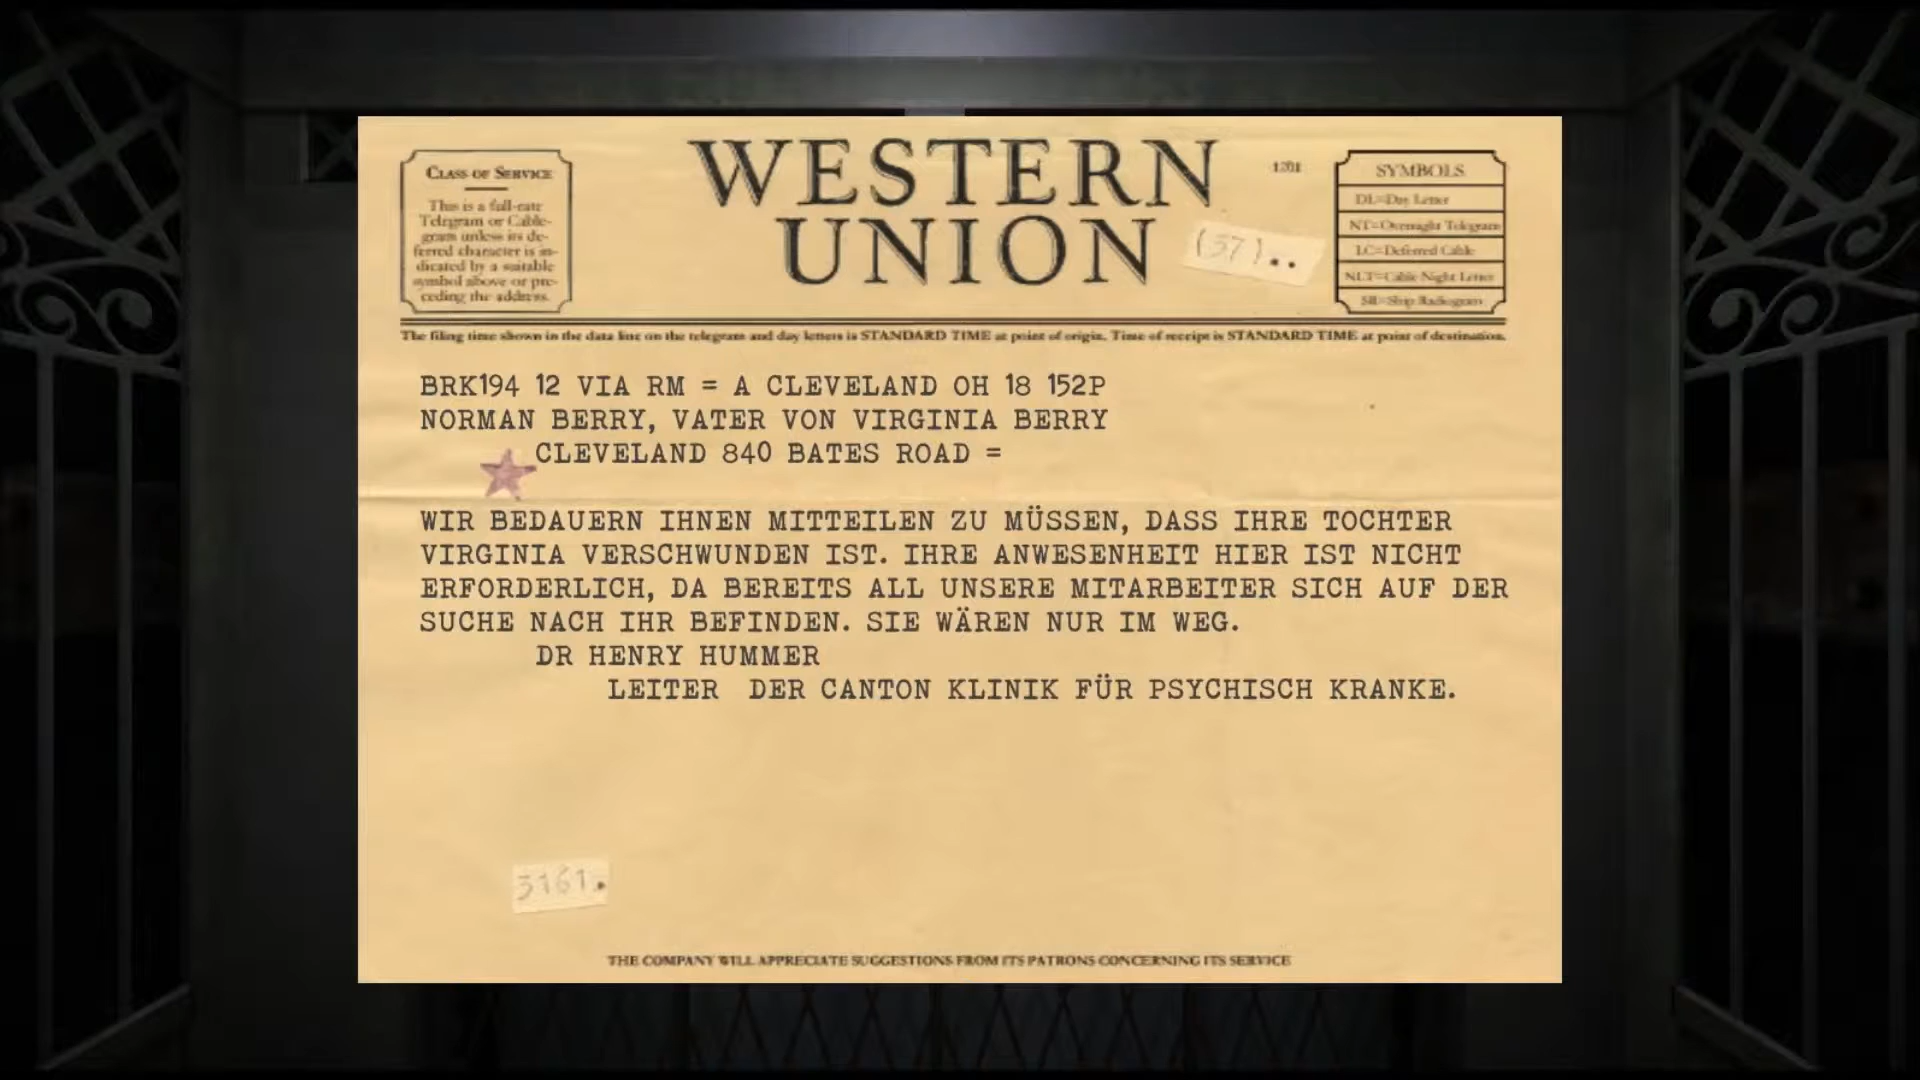 CLASS OF SERVICE
This is a full-rate
Telegram or Cable-
gram unless its de-
ferred character is in-
dicated by a suitable
symbol above or pre-
ceding the address.
WESTERN
UNION
1201
(37)..
SYMBOLS
DL=Day Letter
NT=Overnight Telegram
LC=Deferred Cable
NLT=Cable Night Letter
SR=Ship Radiogram
The filing time shown in the data line on the telegram and day letters is STANDARD TIME at point of origin. Time of receipt is STANDARD TIME at point of destination.
BRK194 12 VIA RM = A CLEVELAND OH 18 152P
NORMAN BERRY, VATER VON VIRGINIA BERRY
CLEVELAND 840 BATES ROAD =
WIR BEDAUERN IHNEN MITTEILEN ZU MÜSSEN, DASS IHRE TOCHTER
VIRGINIA VERSCHWUNDEN IST. IHRE ANWESENHEIT HIER IST NICHT
ERFORDERLICH, DA BEREITS ALL UNSERE MITARBEITER SICH AUF DER
SUCHE NACH IHR BEFINDEN. SIE WÄREN NUR IM WEG.
DR HENRY HUMMER
LEITER DER CANTON KLINIK FÜR PSYCHISCH KRANKE.
3161.
THE COMPANY WILL APPRECIATE SUGGESTIONS FROM ITS PATRONS CONCERNING ITS SERVICE